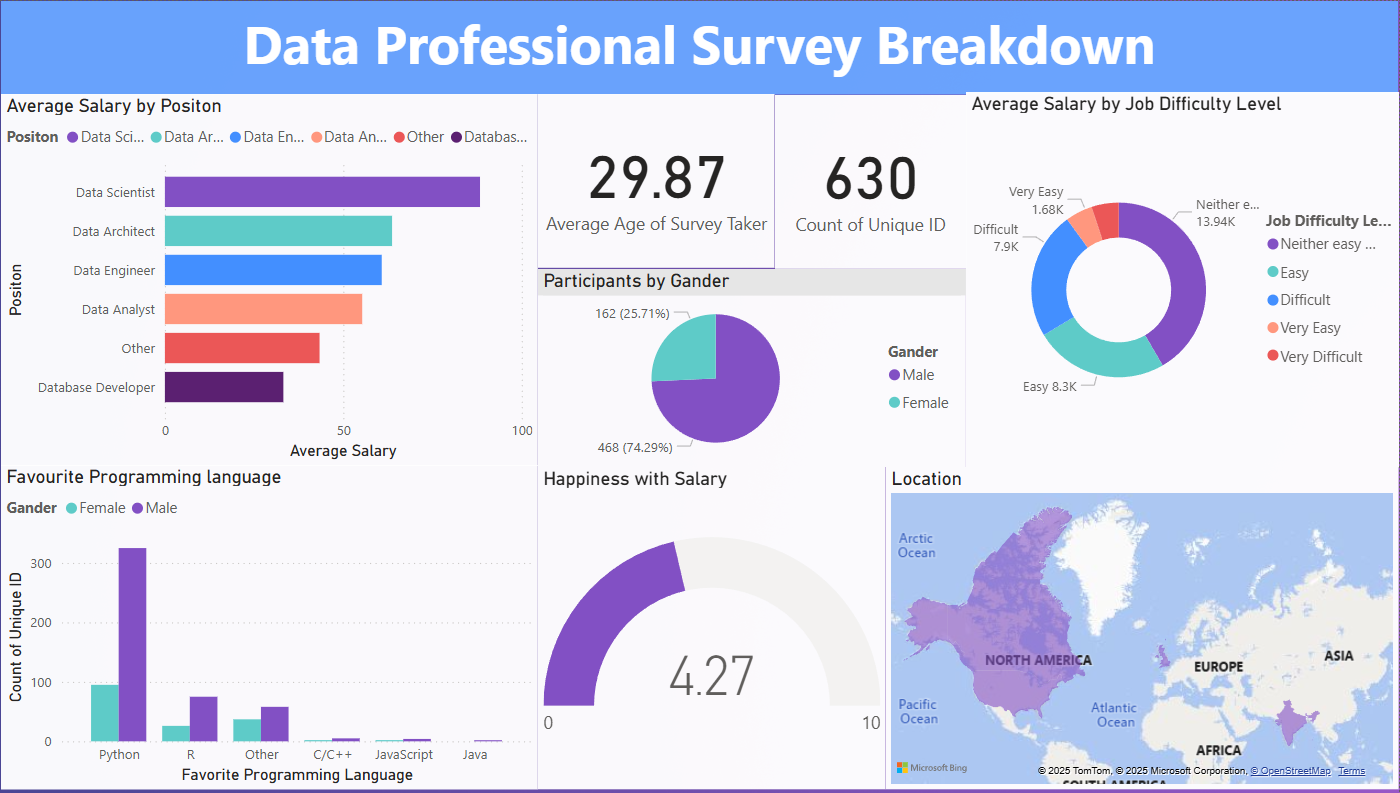 Data Professional Survey Breakdown
Average Salary by Positon
Positon Data Sci... Data Ar... Data En... Data An... Other Databas...
Data Scientist
Data Architect
Data Engineer
Data Analyst
Other
Database Developer
Positon
0 50 100
Average Salary
29.87
Average Age of Survey Taker
630
Count of Unique ID
Participants by Gander
162 (25.71%)
468 (74.29%)
Gander
Male
Female
Average Salary by Job Difficulty Level
Very Easy
1.68K
Neither e...
13.94K
Difficult
7.9K
Easy 8.3K
Job Difficulty Le...
Neither easy ...
Easy
Difficult
Very Easy
Very Difficult
Favourite Programming language
Gander Female Male
Count of Unique ID
300
200
100
0
Python R Other C/C++ JavaScript Java
Favorite Programming Language
Happiness with Salary
4.27
0 10
Location
Arctic
Ocean
NORTH AMERICA
EUROPE
ASIA
Pacific
Ocean
Atlantic
Ocean
AFRICA
Microsoft Bing
© 2025 TomTom, © 2025 Microsoft Corporation, © OpenStreetMap Terms
SOUTH AMERICA